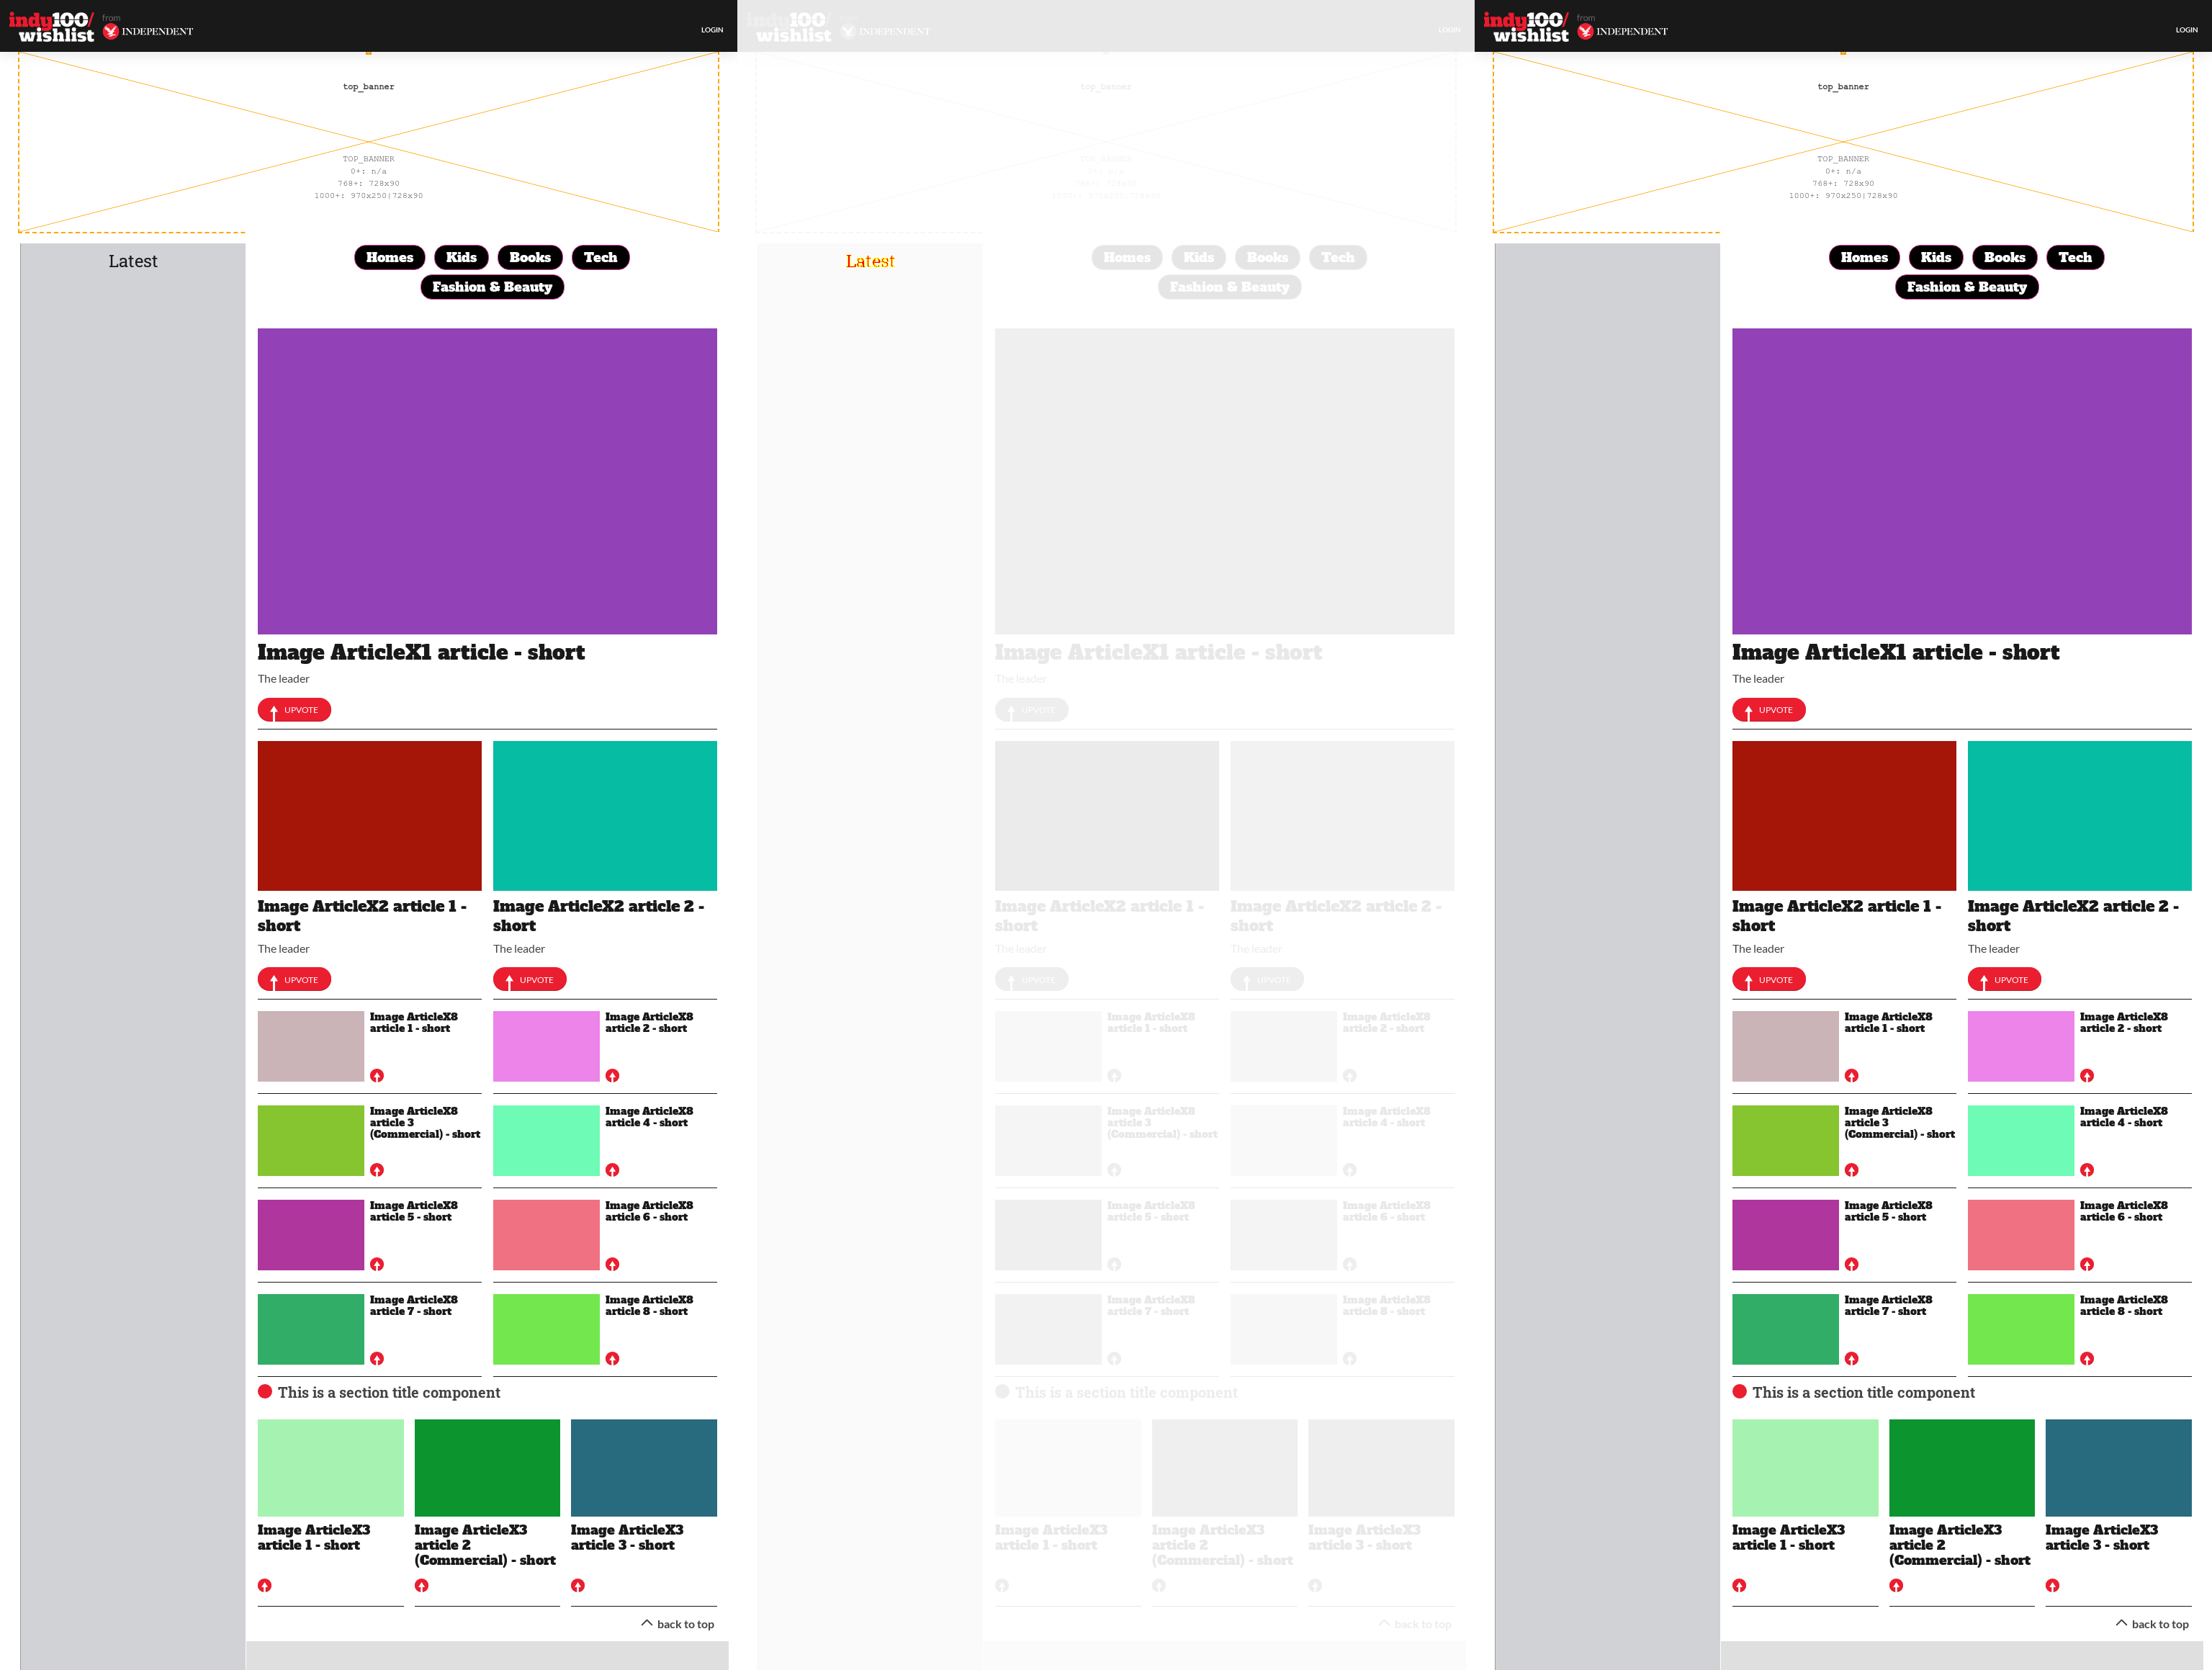 indy100/
wishlist
from
INDEPENDENT
LOGIN
top_banner
TOP_BANNER
0+: n/a
768+: 728x90
1000+: 970x250|728x90
Latest
Homes Kids Books Tech
Fashion & Beauty
Image ArticleX1 article - short
The leader
UPVOTE
Image ArticleX2 article 1 -
short
The leader
UPVOTE
Image ArticleX2 article 2 -
short
The leader
UPVOTE
Image ArticleX8
article 1 - short
Image ArticleX8
article 2 - short
Image ArticleX8
article 3
(Commercial) - short
Image ArticleX8
article 4 - short
Image ArticleX8
article 5 - short
Image ArticleX8
article 6 - short
Image ArticleX8
article 7 - short
Image ArticleX8
article 8 - short
This is a section title component
Image ArticleX3
article 1 - short
Image ArticleX3
article 2
(Commercial) - short
Image ArticleX3
article 3 - short
back to top
indy100/
wishlist
INDEPENDENT
LOGIN
top_banner
TOP_BANNER
0+: n/a
768+: 728x90
1000+: 970x250|728x90
Latest
Homes Kids Books Tech
Fashion & Beauty
Image ArticleX1 article - short
The leader
UPVOTE
Image ArticleX2 article 1 -
short
The leader
UPVOTE
Image ArticleX2 article 2 -
short
The leader
UPVOTE
Image ArticleX8
article 1 - short
Image ArticleX8
article 2 - short
Image ArticleX8
article 3
(Commercial) - short
Image ArticleX8
article 4 - short
Image ArticleX8
article 5 - short
Image ArticleX8
article 6 - short
Image ArticleX8
article 7 - short
Image ArticleX8
article 8 - short
This is a section title component
Image ArticleX3
article 1 - short
Image ArticleX3
article 2
(Commercial) - short
Image ArticleX3
article 3 - short
back to top
indy100/
wishlist
from
INDEPENDENT
LOGIN
top_banner
TOP_BANNER
0+: n/a
768+: 728x90
1000+: 970x250|728x90
Homes Kids Books Tech
Fashion & Beauty
Image ArticleX1 article - short
The leader
UPVOTE
Image ArticleX2 article 1 -
short
The leader
UPVOTE
Image ArticleX2 article 2 -
short
The leader
UPVOTE
Image ArticleX8
article 1 - short
Image ArticleX8
article 2 - short
Image ArticleX8
article 3
(Commercial) - short
Image ArticleX8
article 4 - short
Image ArticleX8
article 5 - short
Image ArticleX8
article 6 - short
Image ArticleX8
article 7 - short
Image ArticleX8
article 8 - short
This is a section title component
Image ArticleX3
article 1 - short
Image ArticleX3
article 2
(Commercial) - short
Image ArticleX3
article 3 - short
back to top